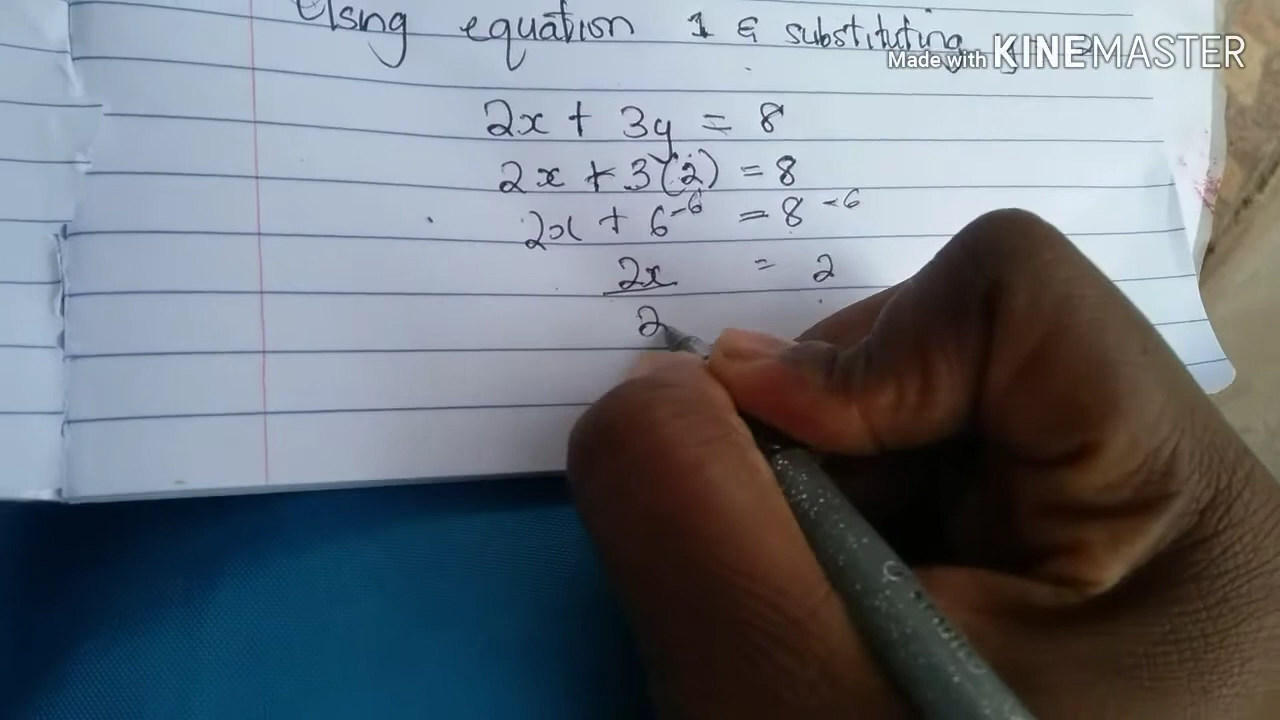 Using equation 1 & substituting
Made with KINEMASTER
2x + 3y = 8
2x + 3(2) = 8
2x + 6 -6 = 8 -6
2x = 2
2